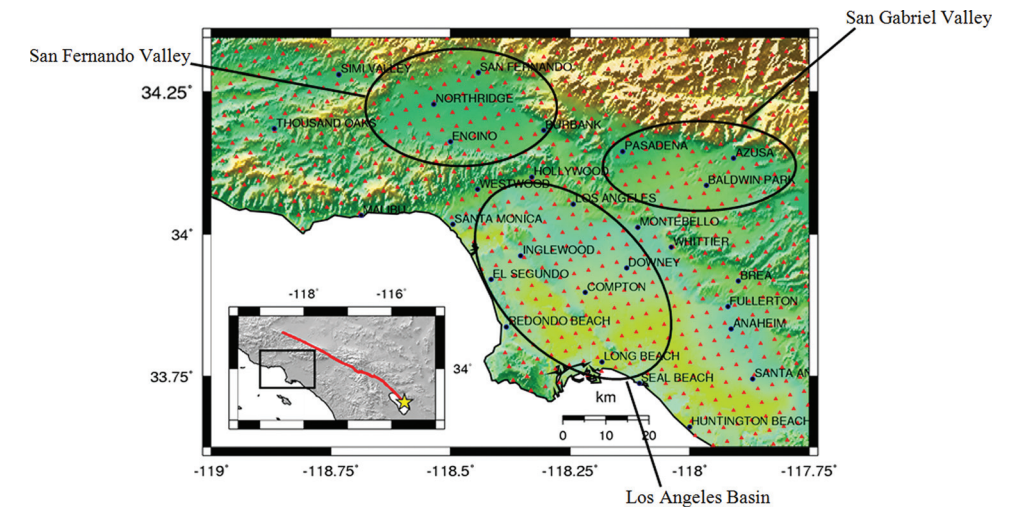 San Gabriel Valley
San Fernando Valley
34.25°
34°
33.75°
-119°
-118.75°
-118.5°
-118.25°
-118°
-117.75°
SIMI VALLEY
SAN FERNANDO
NORTHRIDGE
THOUSAND OAKS
ENGINO
BURBANK
PASADENA
AZUSA
BALDWIN PARK
HOLLYWOOD
WESTWOOD
LOS ANGELES
MALIBU
SANTA MONICA
MONTEBELLO
WHITTIER
INGLEWOOD
DOWNEY
EL SEGUNDO
BREA
COMPTON
FULLERTON
REDONDO BEACH
ANAHEIM
LONG BEACH
SEAL BEACH
SANTA AN
HUNTINGTON BEACH
-118°
-116°
34°
km
0 10 20
Los Angeles Basin